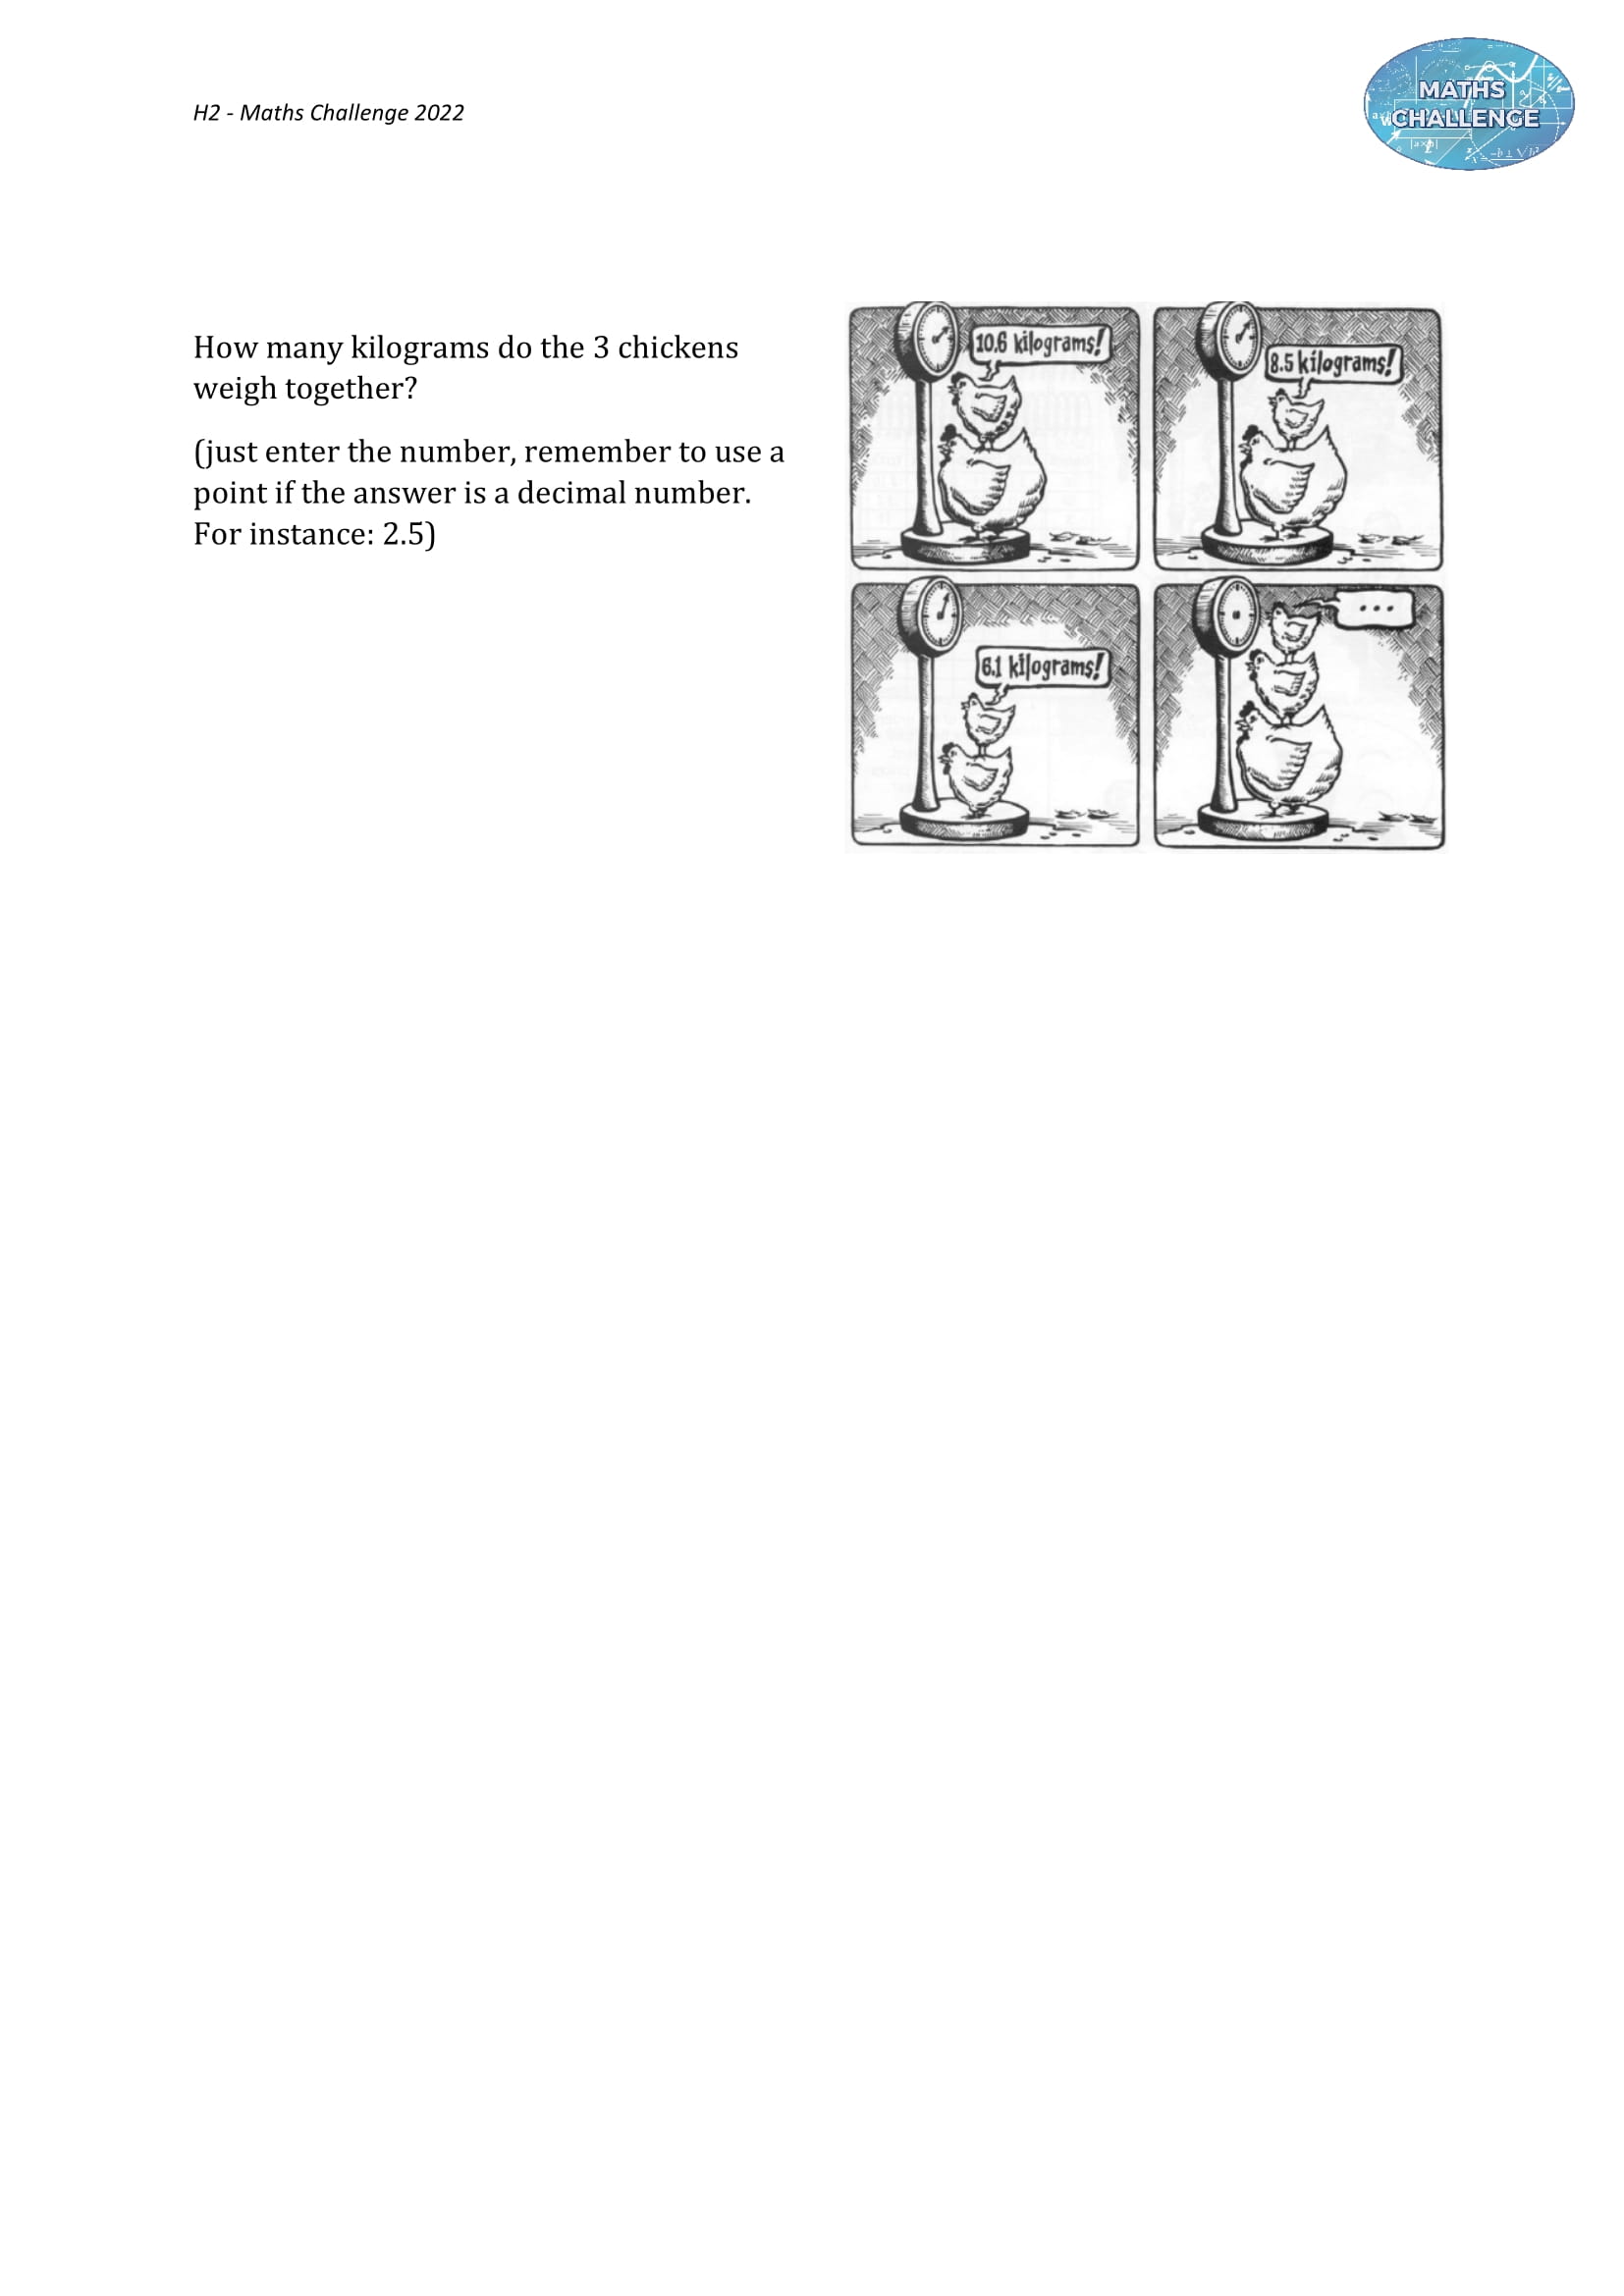 H2 - Maths Challenge 2022
MATHS
CHALLENGE
How many kilograms do the 3 chickens
weigh together?
(just enter the number, remember to use a
point if the answer is a decimal number.
For instance: 2.5)
10.6 kilograms!
8.5 kilograms!
6.1 kilograms!
...